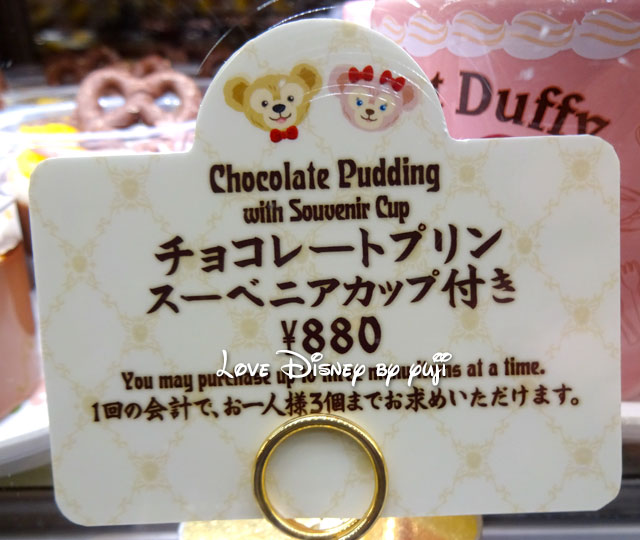 t Duffy
Chocolate Pudding
with Souvenir Cup
チョコレートプリン
スーベニアカップ付き
¥880
Love Disney by yuji
You may purchase up to menu items at a time.
1回の会計で、お一人様3個までお求めいただけます。